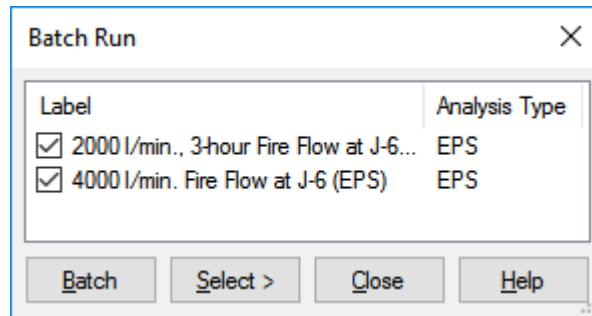 Batch Run
Label Analysis Type
2000 l/min., 3-hour Fire Flow at J-6... EPS
4000 l/min. Fire Flow at J-6 (EPS) EPS
Batch Select > Close Help